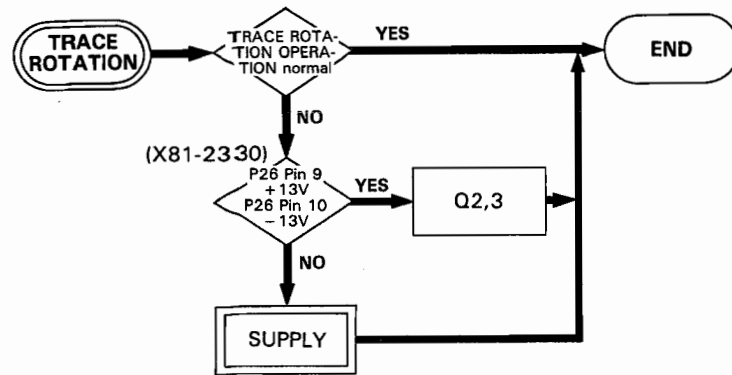 TRACE
ROTATION
TRACE ROTA-
TION OPERA-
TION normal
YES
END
NO
(X81-2330)
P26 Pin 9
+13V
P26 Pin 10
-13V
YES
Q2,3
NO
SUPPLY